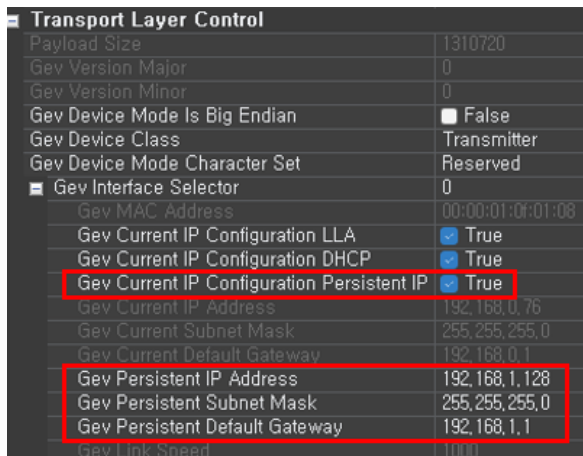 Transport Layer Control
Payload Size 1310720
Gev Version Major 0
Gev Version Minor 0
Gev Device Mode Is Big Endian False
Gev Device Class Transmitter
Gev Device Mode Character Set Reserved
Gev Interface Selector 0
Gev MAC Address 00:00:01:0f:01:08
Gev Current IP Configuration LLA True
Gev Current IP Configuration DHCP True
Gev Current IP Configuration Persistent IP True
Gev Current IP Address 192,168,0,76
Gev Current Subnet Mask 255,255,255,0
Gev Current Default Gateway 192,168,0,1
Gev Persistent IP Address 192,168,1,128
Gev Persistent Subnet Mask 255,255,255,0
Gev Persistent Default Gateway 192,168,1,1
Gev Link Speed 1000